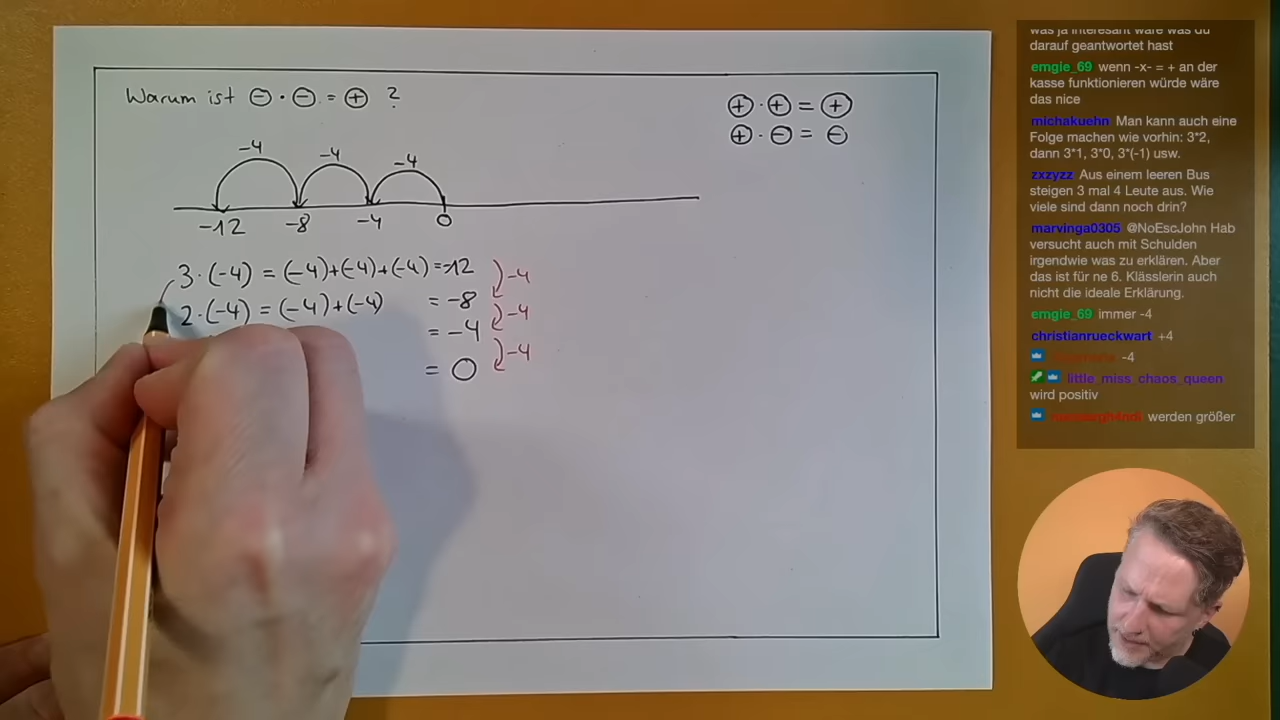 Warum ist ⊖ · ⊖ = ⊕ ?
⊕ · ⊕ = ⊕
⊕ · ⊖ = ⊖
-4 -4 -4
-12 -8 -4 0
3·(-4) = (-4)+(-4)+(-4) =-12
-4
2·(-4) = (-4)+(-4) = -8
-4
= -4
-4
= 0
was ja interesant wäre was du
darauf geantwortet hast
emgie_69 wenn -x- = + an der
kasse funktionieren würde wäre
das nice
michakuehn Man kann auch eine
Folge machen wie vorhin: 3*2,
dann 3*1, 3*0, 3*(-1) usw.
zxzyzz Aus einem leeren Bus
steigen 3 mal 4 Leute aus. Wie
viele sind dann noch drin?
marvinga0305 @NoEscJohn Hab
versucht auch mit Schulden
irgendwie was zu erklären. Aber
das ist für ne 6. Klässlerin auch
nicht die ideale Erklärung.
emgie_69 immer -4
christianrueckwart +4
-4
little_miss_chaos_queen
wird positiv
werden größer